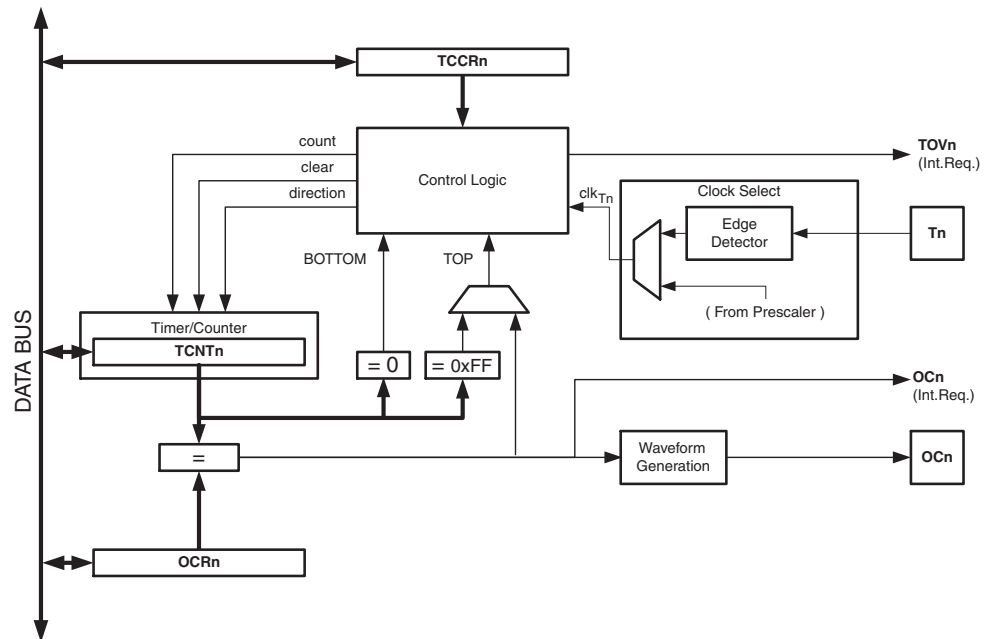 TCCRn
count
clear
direction
Control Logic
TOVn
(Int.Req.)
clkTn
Clock Select
Edge
Detector
Tn
( From Prescaler )
BOTTOM
TOP
DATA BUS
Timer/Counter
TCNTn
= 0
= 0xFF
OCn
(Int.Req.)
=
Waveform
Generation
OCn
OCRn